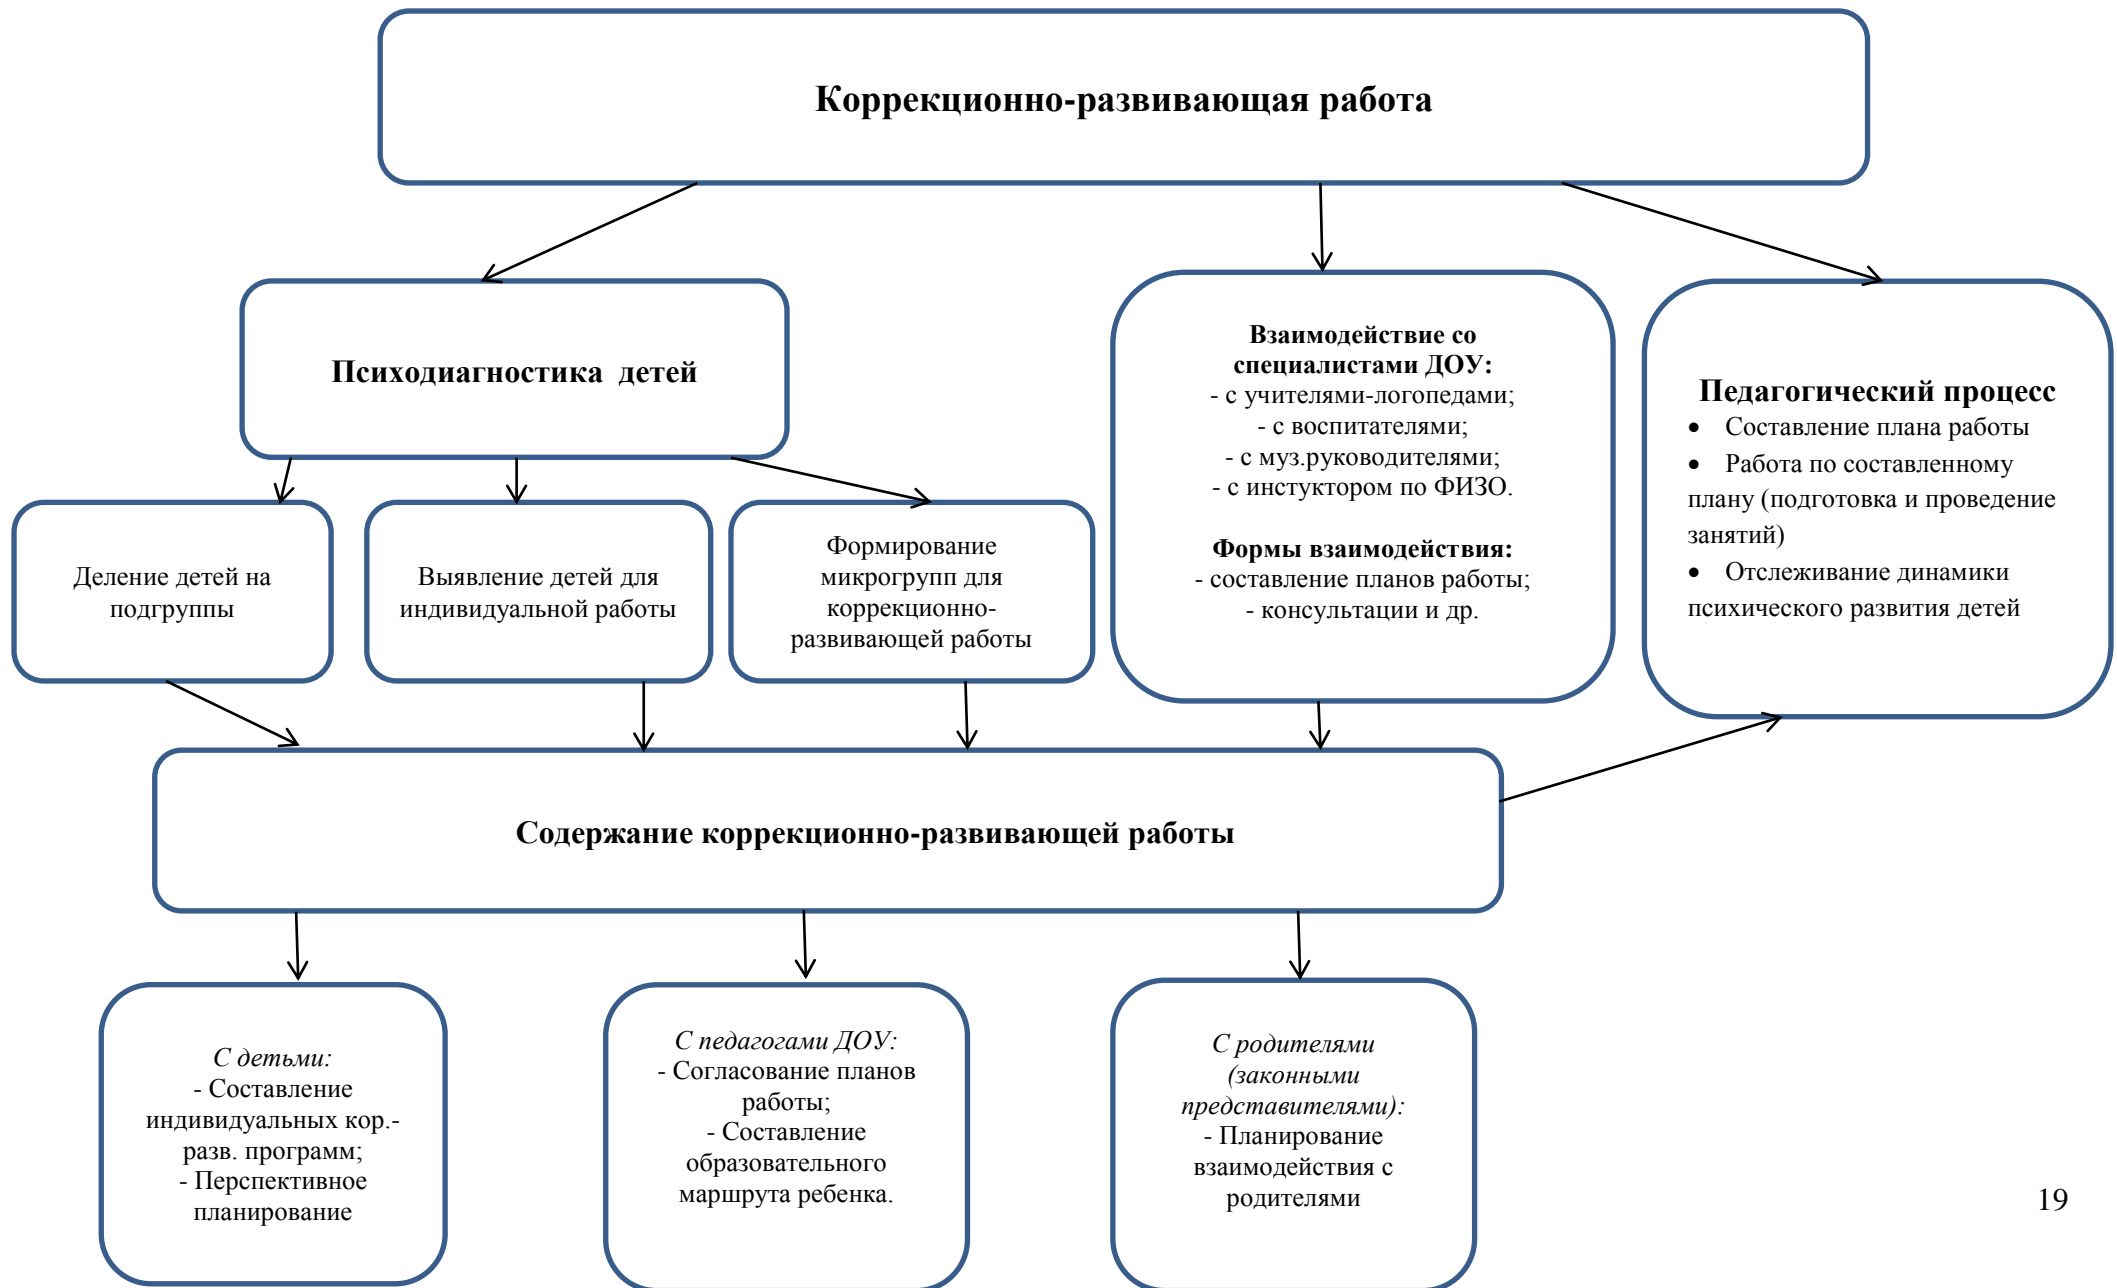 Коррекционно-развивающая работа
Психодиагностика  детей
Взаимодействие со
специалистами ДОУ:
- с учителями-логопедами;
- с воспитателями;
- с муз.руководителями;
- с инстуктором по ФИЗО.
Формы взаимодействия:
- составление планов работы;
- консультации и др.
Педагогический процесс
• Составление плана работы
• Работа по составленному
плану (подготовка и проведение
занятий)
• Отслеживание динамики
психического развития детей
Деление детей на
подгруппы
Выявление детей для
индивидуальной работы
Формирование
микрогрупп для
коррекционно-
развивающей работы
Содержание коррекционно-развивающей работы
С детьми:
- Составление
индивидуальных кор.-
разв. программ;
- Перспективное
планирование
С педагогами ДОУ:
- Согласование планов
работы;
- Составление
образовательного
маршрута ребенка.
С родителями
(законными
представителями):
- Планирование
взаимодействия с
родителями
19